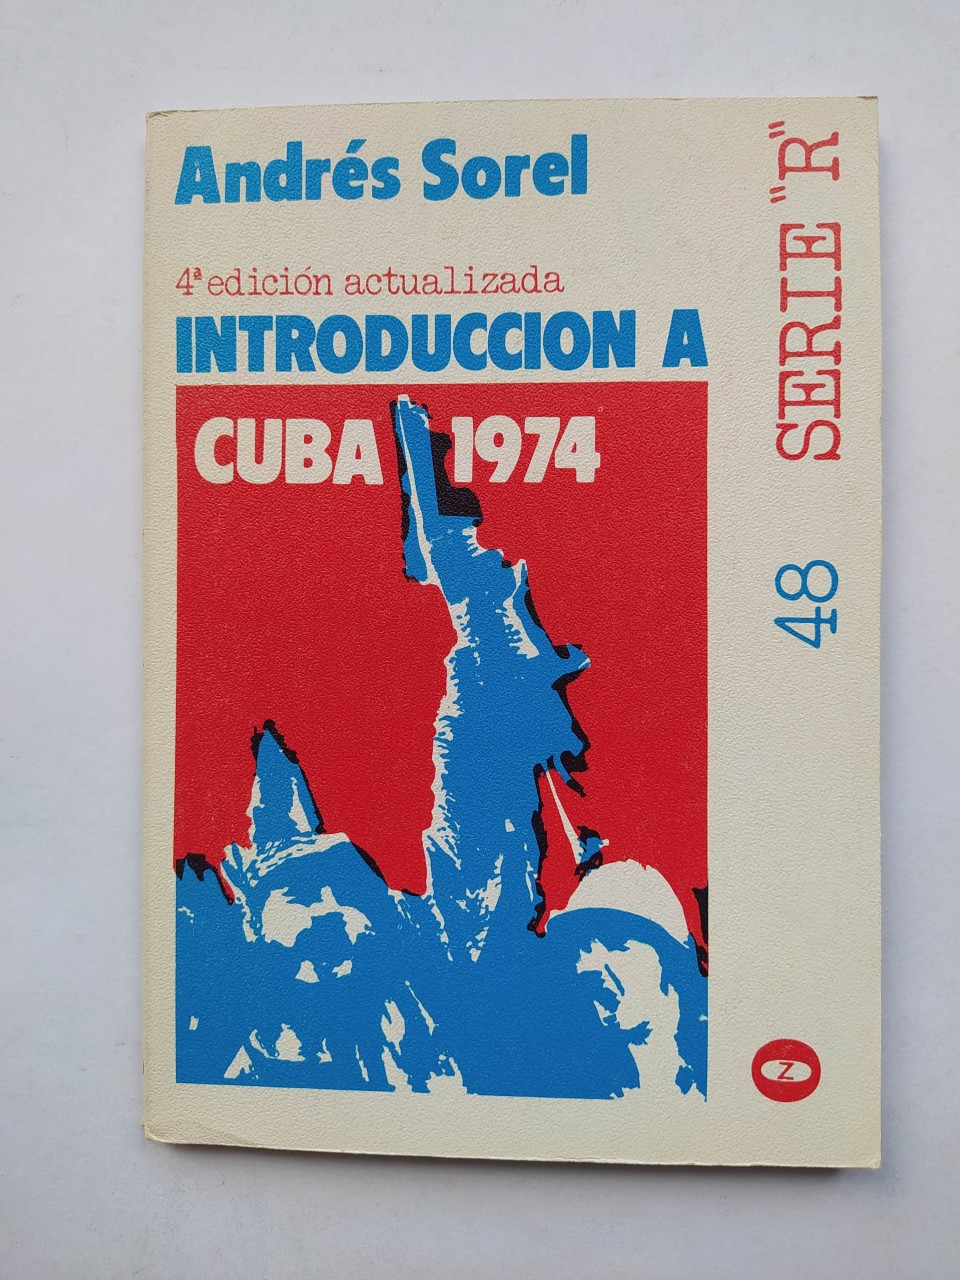 Andrés Sorel
4ª edición actualizada
INTRODUCCION A
CUBA 1974
SERIE "R"
48
Z